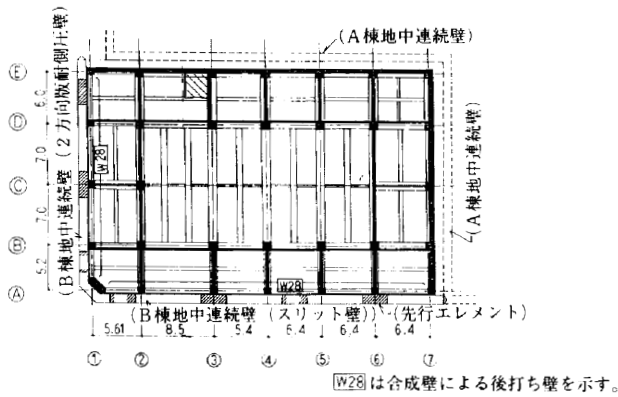 (A棟地中連続壁)
(A棟地中連続壁)
(B棟地中連続壁(2方向版耐側圧壁)
Ⓔ
6.0
Ⓓ
7.0
Ⓒ
7.0
Ⓑ
5.2
Ⓐ
W28
W28
(B棟地中連続壁 (スリット壁)) (先行エレメント)
5.61 8.5 5.4 6.4 6.4 6.4
① ② ③ ④ ⑤ ⑥ ⑦
W28は合成壁による後打ち壁を示す。